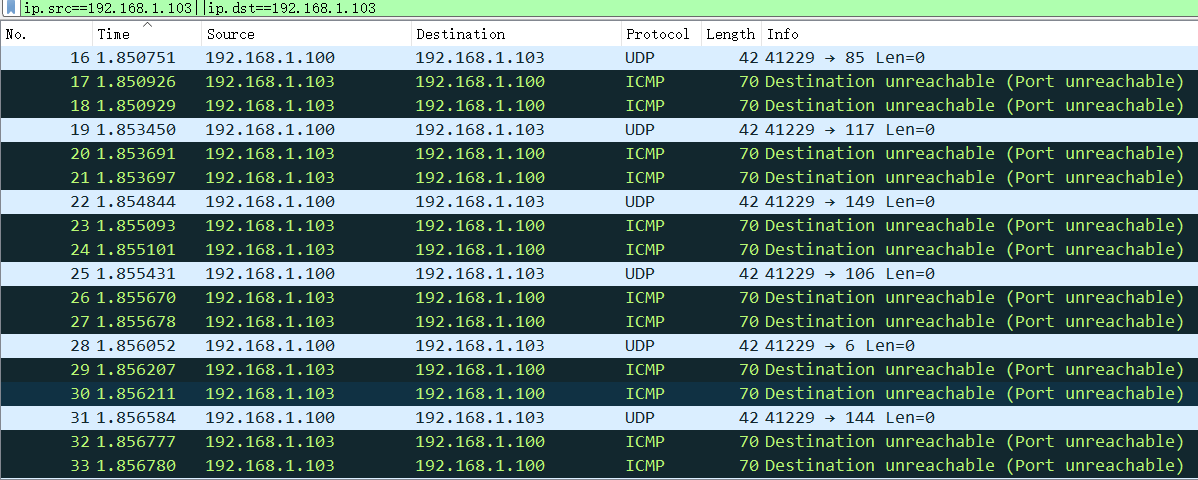 ip.src==192.168.1.103||ip.dst==192.168.1.103
No. Time Source Destination Protocol Length Info
16 1.850751 192.168.1.100 192.168.1.103 UDP 42 41229 → 85 Len=0
17 1.850926 192.168.1.103 192.168.1.100 ICMP 70 Destination unreachable (Port unreachable)
18 1.850929 192.168.1.103 192.168.1.100 ICMP 70 Destination unreachable (Port unreachable)
19 1.853450 192.168.1.100 192.168.1.103 UDP 42 41229 → 117 Len=0
20 1.853691 192.168.1.103 192.168.1.100 ICMP 70 Destination unreachable (Port unreachable)
21 1.853697 192.168.1.103 192.168.1.100 ICMP 70 Destination unreachable (Port unreachable)
22 1.854844 192.168.1.100 192.168.1.103 UDP 42 41229 → 149 Len=0
23 1.855093 192.168.1.103 192.168.1.100 ICMP 70 Destination unreachable (Port unreachable)
24 1.855101 192.168.1.103 192.168.1.100 ICMP 70 Destination unreachable (Port unreachable)
25 1.855431 192.168.1.100 192.168.1.103 UDP 42 41229 → 106 Len=0
26 1.855670 192.168.1.103 192.168.1.100 ICMP 70 Destination unreachable (Port unreachable)
27 1.855678 192.168.1.103 192.168.1.100 ICMP 70 Destination unreachable (Port unreachable)
28 1.856052 192.168.1.100 192.168.1.103 UDP 42 41229 → 6 Len=0
29 1.856207 192.168.1.103 192.168.1.100 ICMP 70 Destination unreachable (Port unreachable)
30 1.856211 192.168.1.103 192.168.1.100 ICMP 70 Destination unreachable (Port unreachable)
31 1.856584 192.168.1.100 192.168.1.103 UDP 42 41229 → 144 Len=0
32 1.856777 192.168.1.103 192.168.1.100 ICMP 70 Destination unreachable (Port unreachable)
33 1.856780 192.168.1.103 192.168.1.100 ICMP 70 Destination unreachable (Port unreachable)